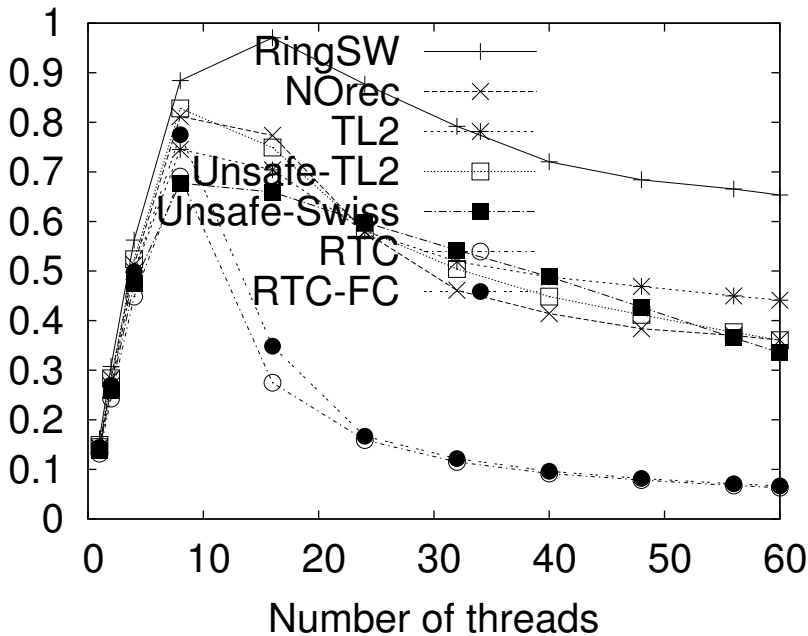 1
0.9
0.8
0.7
0.6
0.5
0.4
0.3
0.2
0.1
0
RingSW
NOrec
TL2
Unsafe-TL2
Unsafe-Swiss
RTC
RTC-FC
0 10 20 30 40 50 60
Number of threads